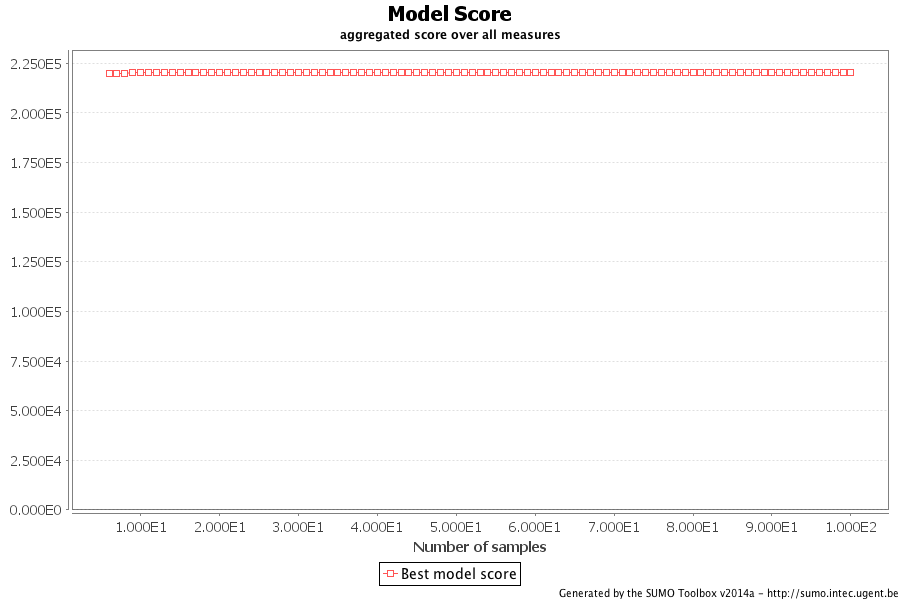 Model Score
aggregated score over all measures
2.250E5
2.000E5
1.750E5
1.500E5
1.250E5
1.000E5
7.500E4
5.000E4
2.500E4
0.000E0
1.000E1 2.000E1 3.000E1 4.000E1 5.000E1 6.000E1 7.000E1 8.000E1 9.000E1 1.000E2
Number of samples
Best model score
Generated by the SUMO Toolbox v2014a - http://sumo.intec.ugent.be